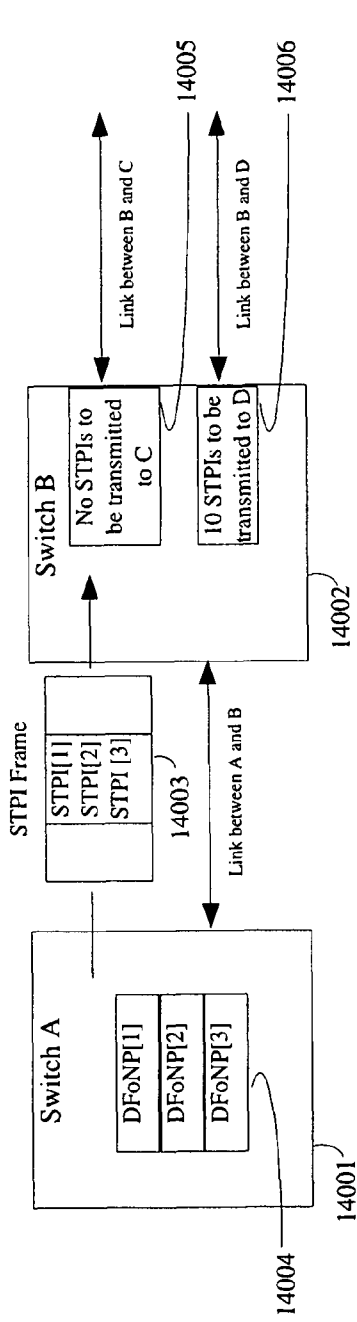 Switch A
DFoNP[1]
DFoNP[2]
DFoNP[3]
14004
14001
STPI Frame
STPI[1]
STPI[2]
STPI [3]
14003
Link between A and B
Switch B
No STPIs to
be transmitted
to C
10 STPIs to be
transmitted to D
14002
Link between B and C
14005
Link between B and D
14006